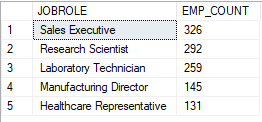 JOBROLE EMP_COUNT
1 Sales Executive 326
2 Research Scientist 292
3 Laboratory Technician 259
4 Manufacturing Director 145
5 Healthcare Representative 131